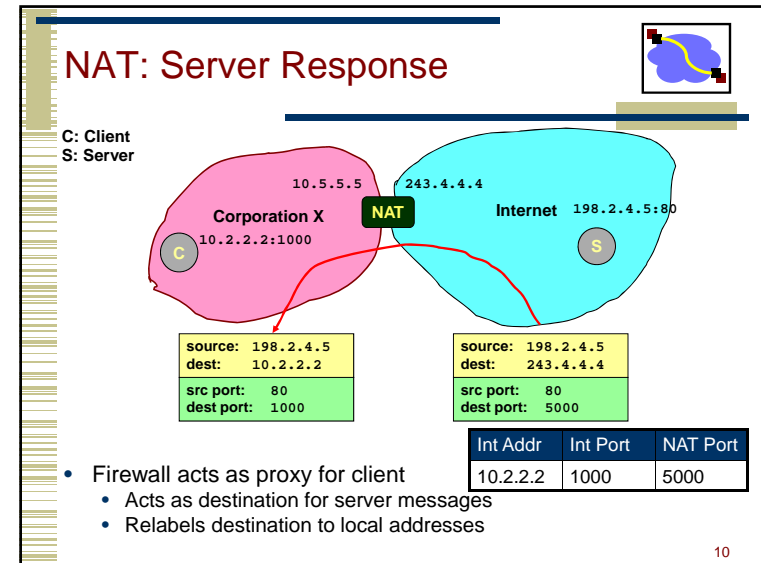 NAT: Server Response
C: Client
S: Server
10.5.5.5
243.4.4.4
NAT
Corporation X
Internet
198.2.4.5:80
10.2.2.2:1000
C
S
source: 198.2.4.5
dest: 10.2.2.2
src port: 80
dest port: 1000
source: 198.2.4.5
dest: 243.4.4.4
src port: 80
dest port: 5000
Int Addr Int Port NAT Port
10.2.2.2 1000 5000
• Firewall acts as proxy for client
• Acts as destination for server messages
• Relabels destination to local addresses
10